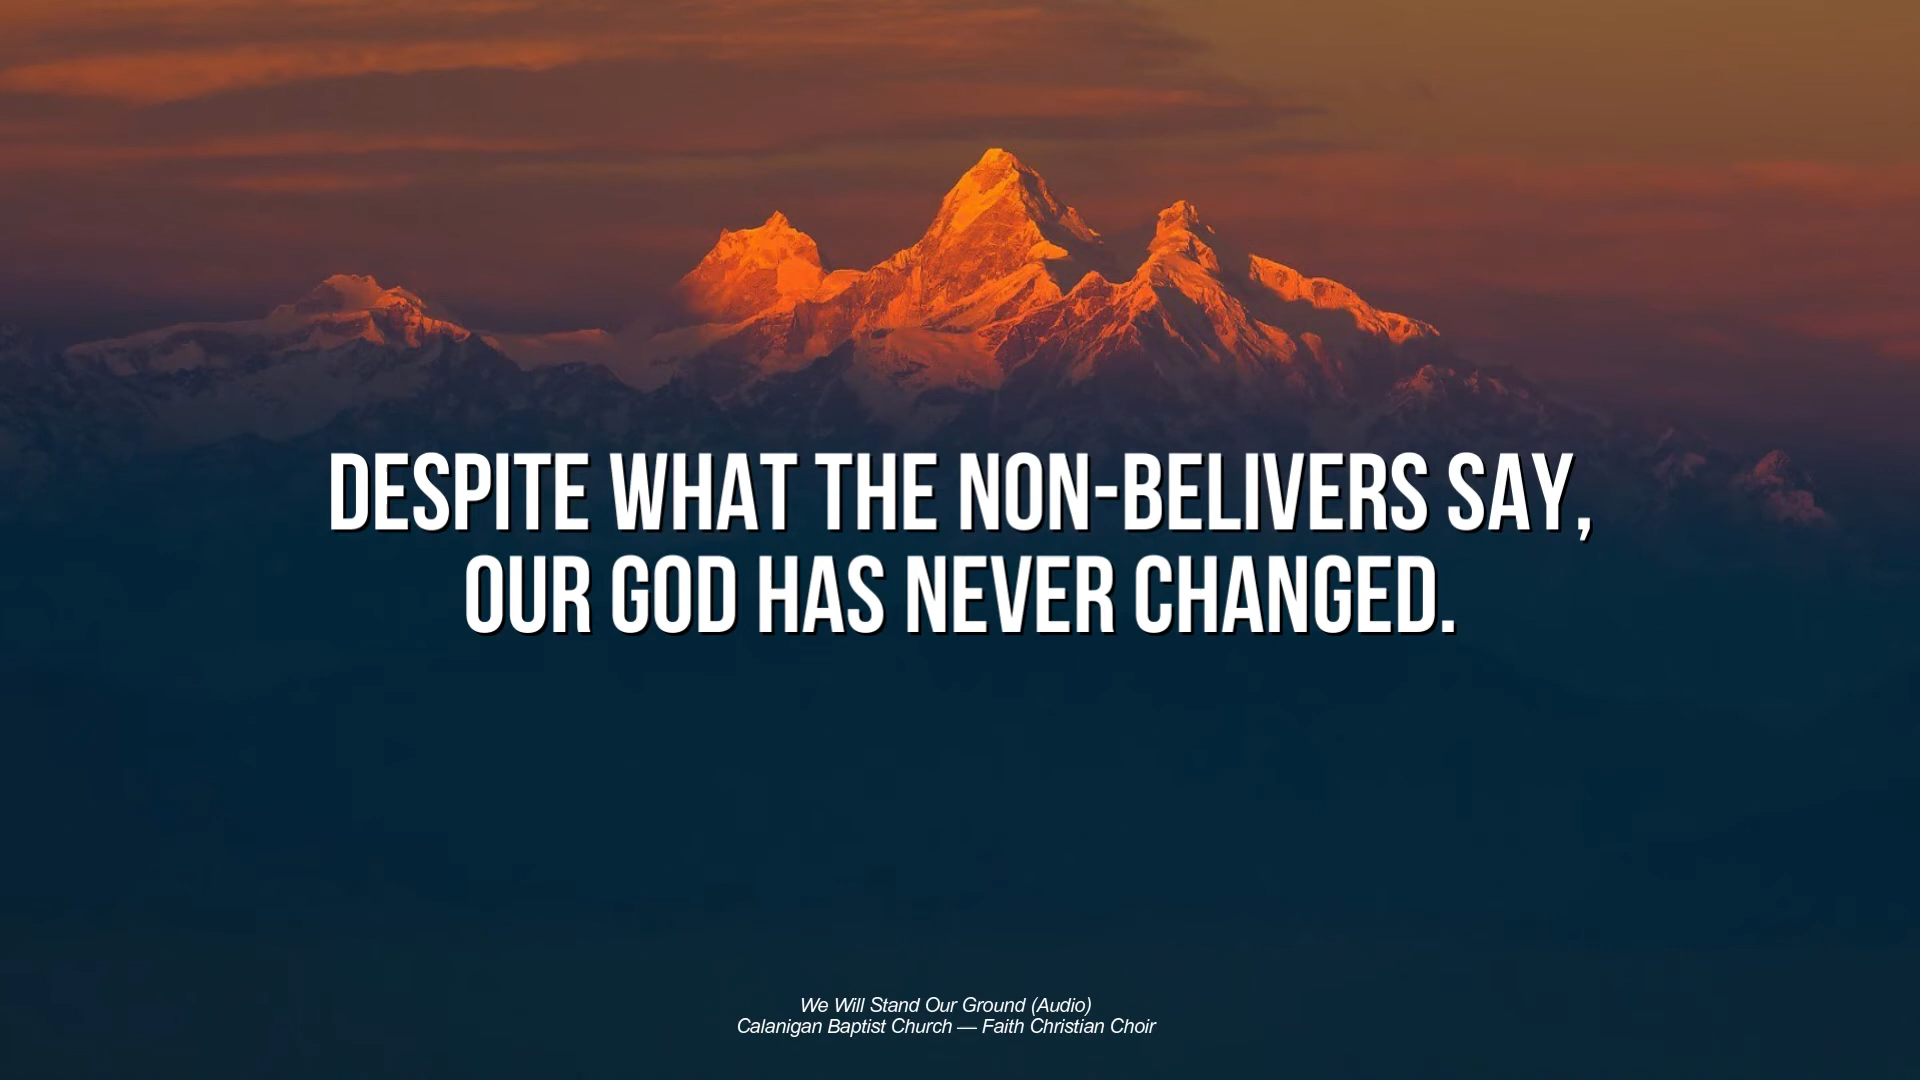 DESPITE WHAT THE NON-BELIVERS SAY,
OUR GOD HAS NEVER CHANGED.
We Will Stand Our Ground (Audio)
Calanigan Baptist Church — Faith Christian Choir